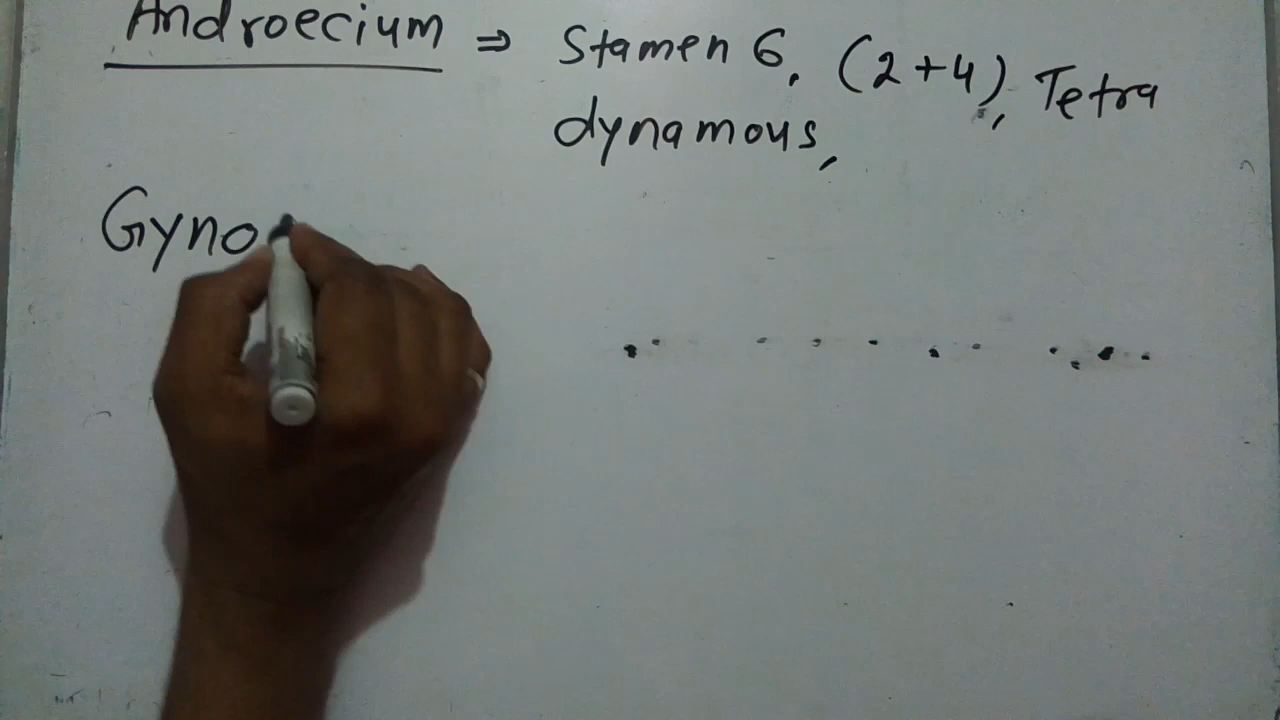 Androecium ⇒ Stamen 6, (2+4), Tetra
dynamous,
Gyno